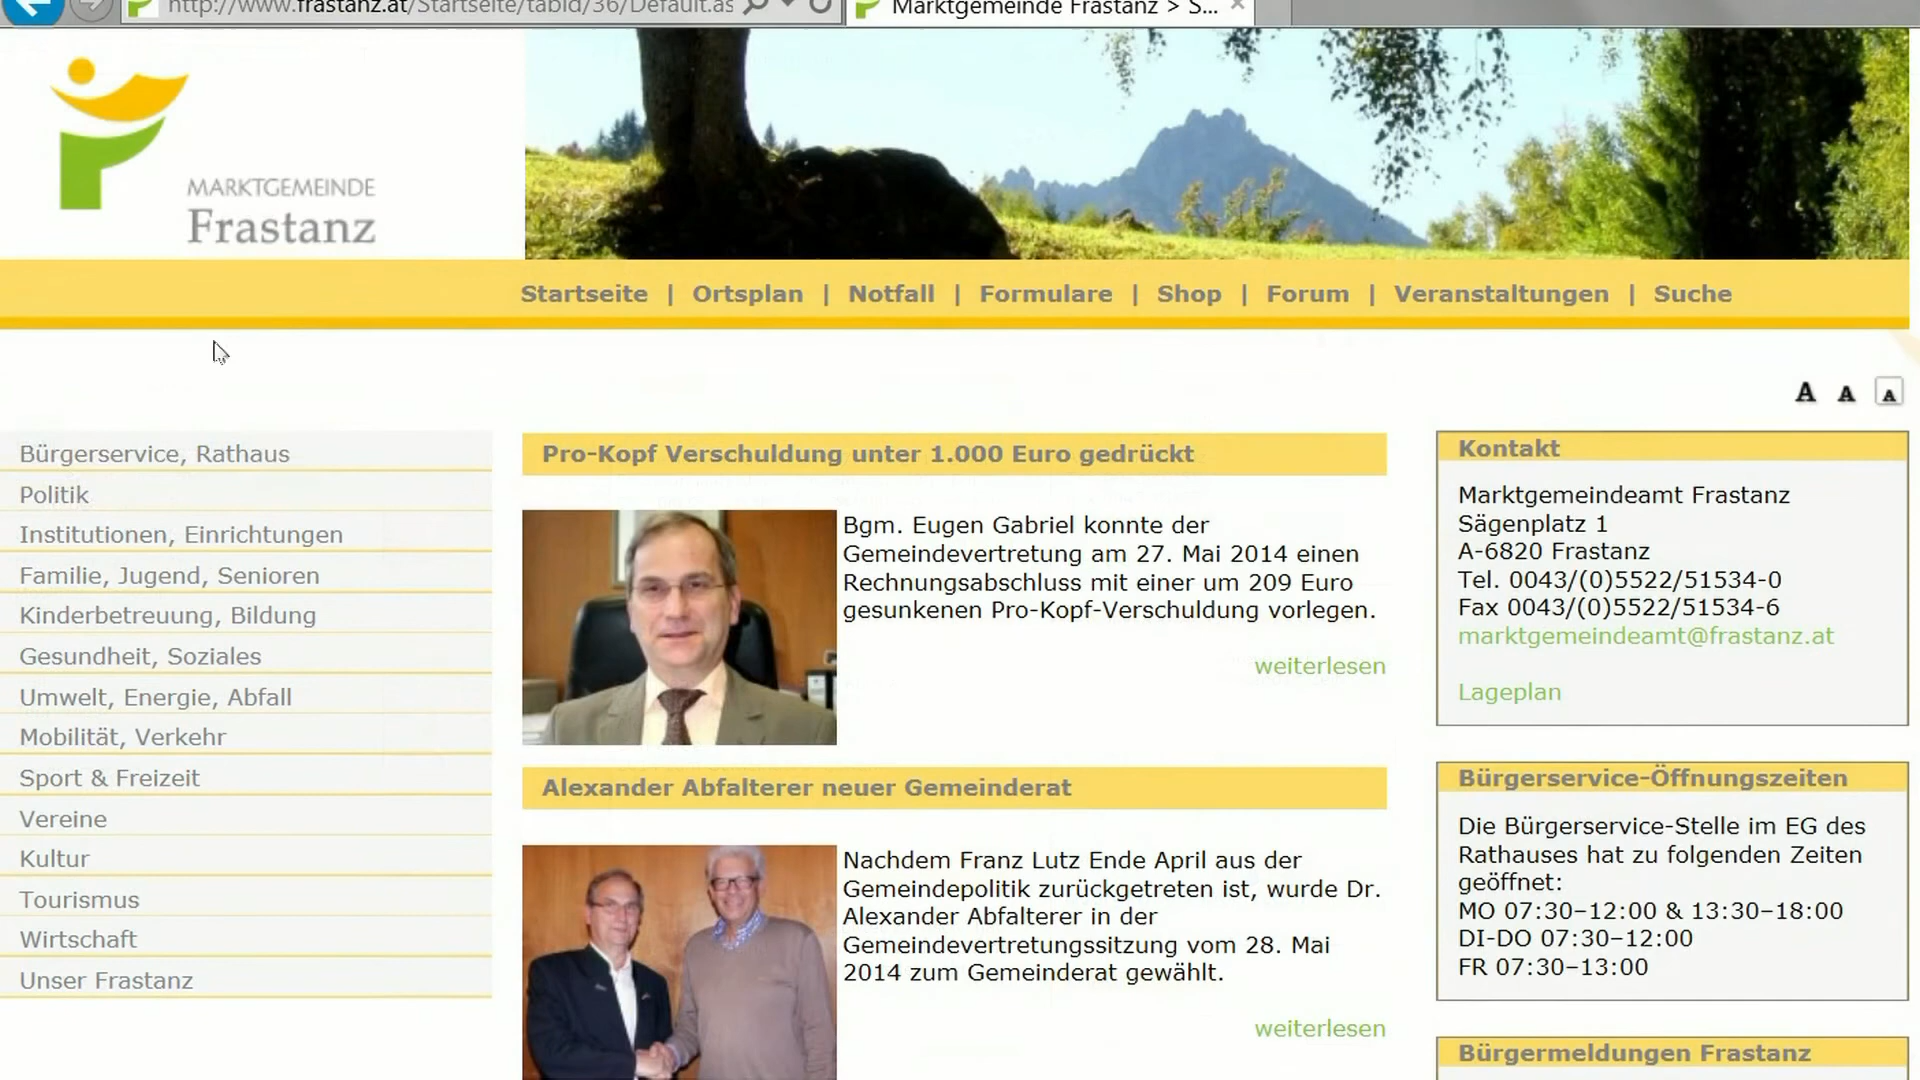 http://www.frastanz.at/Startseite/tabid/36/Default.as
Marktgemeinde Frastanz > S...
MARKTGEMEINDE
Frastanz
Startseite | Ortsplan | Notfall | Formulare | Shop | Forum | Veranstaltungen | Suche
A A A
Bürgerservice, Rathaus
Politik
Institutionen, Einrichtungen
Familie, Jugend, Senioren
Kinderbetreuung, Bildung
Gesundheit, Soziales
Umwelt, Energie, Abfall
Mobilität, Verkehr
Sport & Freizeit
Vereine
Kultur
Tourismus
Wirtschaft
Unser Frastanz
Pro-Kopf Verschuldung unter 1.000 Euro gedrückt
Bgm. Eugen Gabriel konnte der
Gemeindevertretung am 27. Mai 2014 einen
Rechnungsabschluss mit einer um 209 Euro
gesunkenen Pro-Kopf-Verschuldung vorlegen.
weiterlesen
Alexander Abfalterer neuer Gemeinderat
Nachdem Franz Lutz Ende April aus der
Gemeindepolitik zurückgetreten ist, wurde Dr.
Alexander Abfalterer in der
Gemeindevertretungssitzung vom 28. Mai
2014 zum Gemeinderat gewählt.
weiterlesen
Kontakt
Marktgemeindeamt Frastanz
Sägenplatz 1
A-6820 Frastanz
Tel. 0043/(0)5522/51534-0
Fax 0043/(0)5522/51534-6
marktgemeindeamt@frastanz.at
Lageplan
Bürgerservice-Öffnungszeiten
Die Bürgerservice-Stelle im EG des
Rathauses hat zu folgenden Zeiten
geöffnet:
MO 07:30–12:00 & 13:30–18:00
DI-DO 07:30–12:00
FR 07:30–13:00
Bürgermeldungen Frastanz